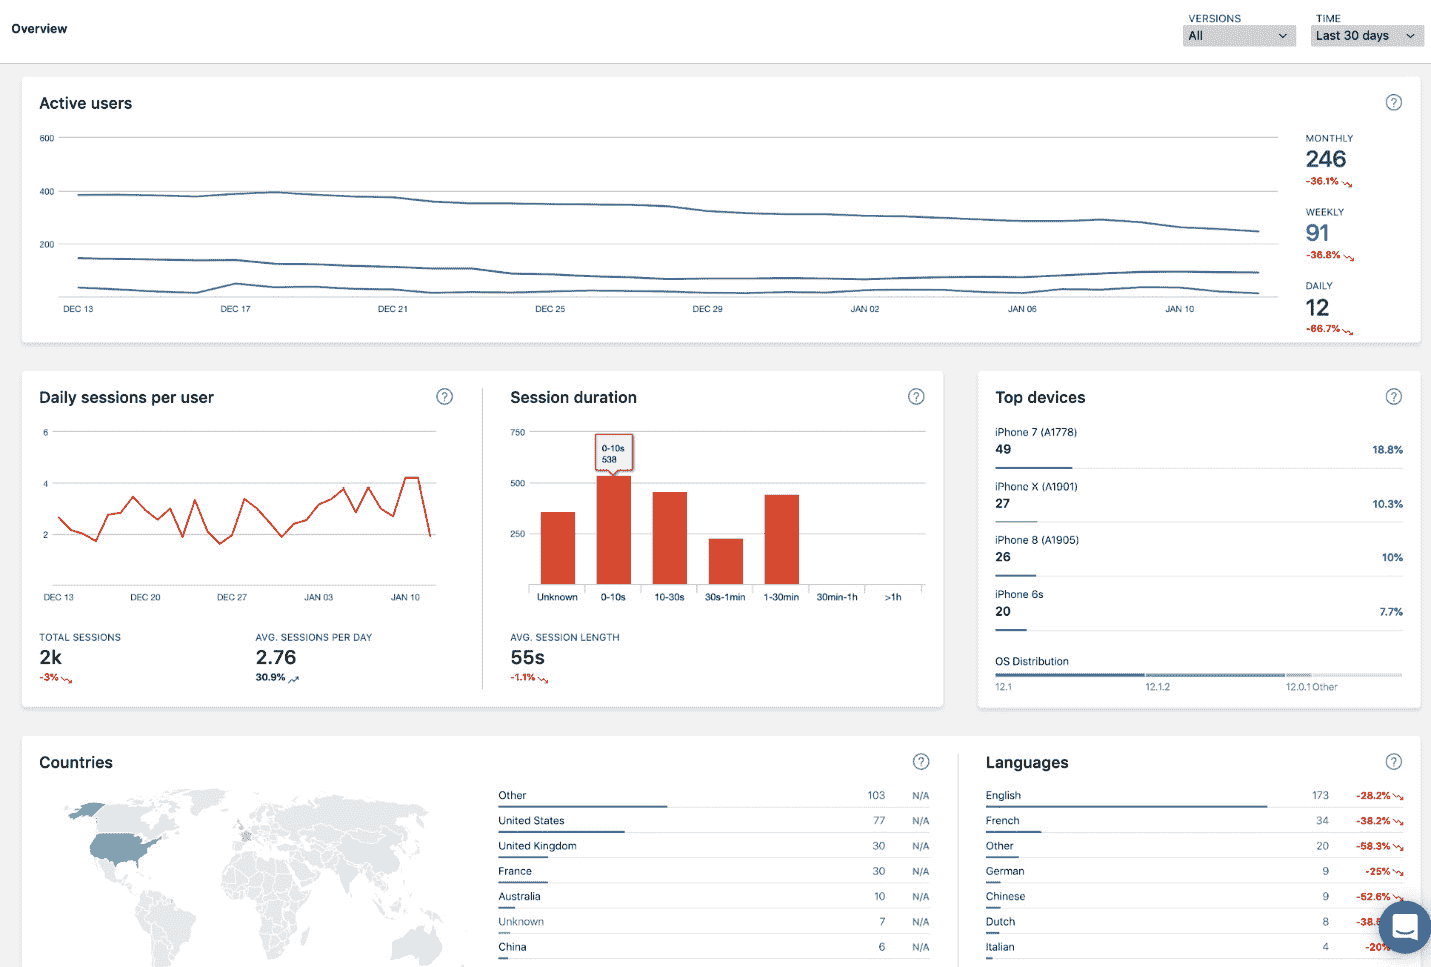 Overview
VERSIONS
All
TIME
Last 30 days
Active users
?
600
400
200
DEC 13 DEC 17 DEC 21 DEC 25 DEC 29 JAN 02 JAN 06 JAN 10
MONTHLY
246
-36.1%
WEEKLY
91
-36.8%
DAILY
12
-66.7%
Daily sessions per user
?
6
4
2
DEC 13 DEC 20 DEC 27 JAN 03 JAN 10
TOTAL SESSIONS
2k
-3%
AVG. SESSIONS PER DAY
2.76
30.9%
Session duration
?
750
500
250
0-10s
538
Unknown 0-10s 10-30s 30s-1min 1-30min 30min-1h >1h
AVG. SESSION LENGTH
55s
-1.1%
Top devices
?
iPhone 7 (A1778)
49 18.8%
iPhone X (A1901)
27 10.3%
iPhone 8 (A1905)
26 10%
iPhone 6s
20 7.7%
OS Distribution
12.1 12.1.2 12.0.1 Other
Countries
?
Other 103 N/A
United States 77 N/A
United Kingdom 30 N/A
France 30 N/A
Australia 10 N/A
Unknown 7 N/A
China 6 N/A
Languages
?
English 173 -28.2%
French 34 -38.2%
Other 20 -58.3%
German 9 -25%
Chinese 9 -52.6%
Dutch 8
Italian 4 -20%